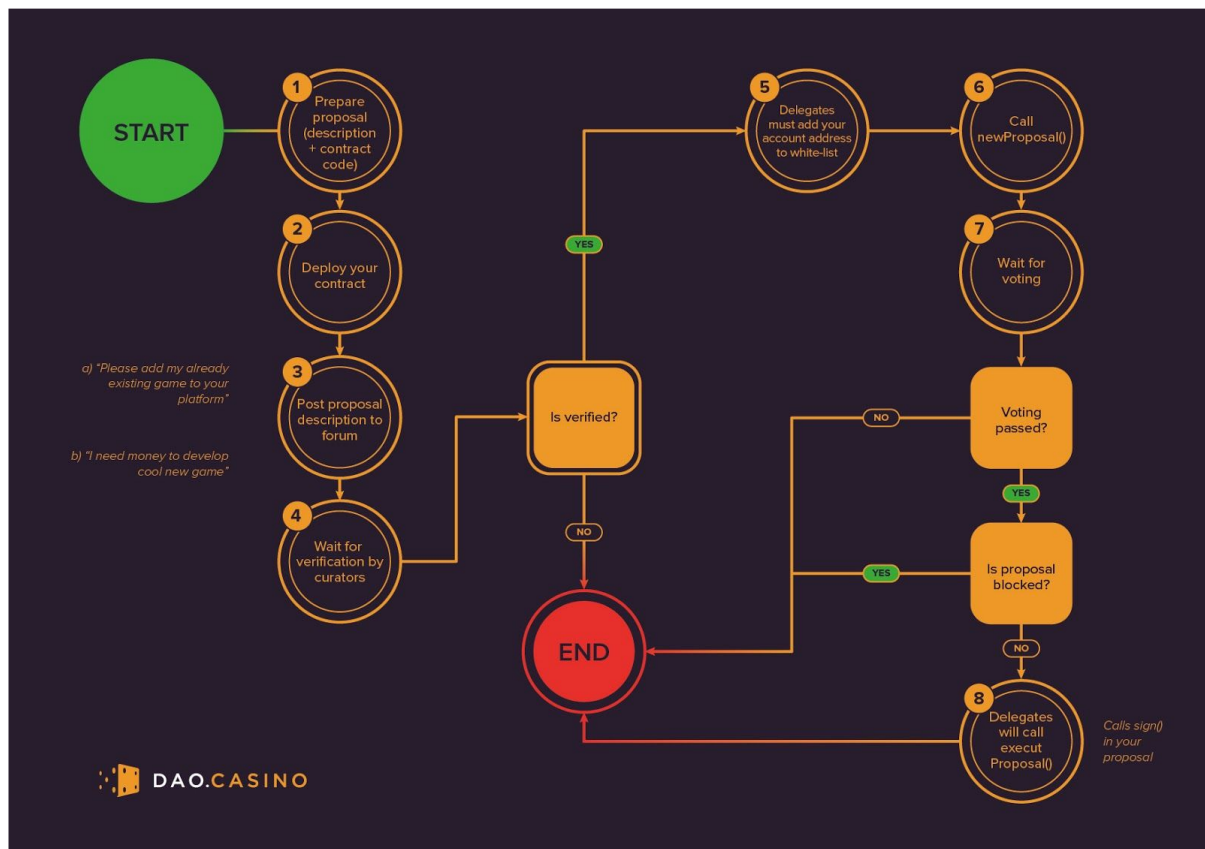 START
1
Prepare
proposal
(description
+ contract
code)
2
Deploy your
contract
a) "Please add my already
existing game to your
platform"
3
Post proposal
description to
forum
b) "I need money to develop
cool new game"
4
Wait for
verification by
curators
Is verified?
YES
NO
END
5
Delegates
must add your
account address
to white-list
6
Call
newProposal()
7
Wait for
voting
Voting
passed?
NO
YES
Is proposal
blocked?
YES
NO
8
Delegates
will call
execut
Proposal()
Calls sign()
in your
proposal
DAO.CASINO